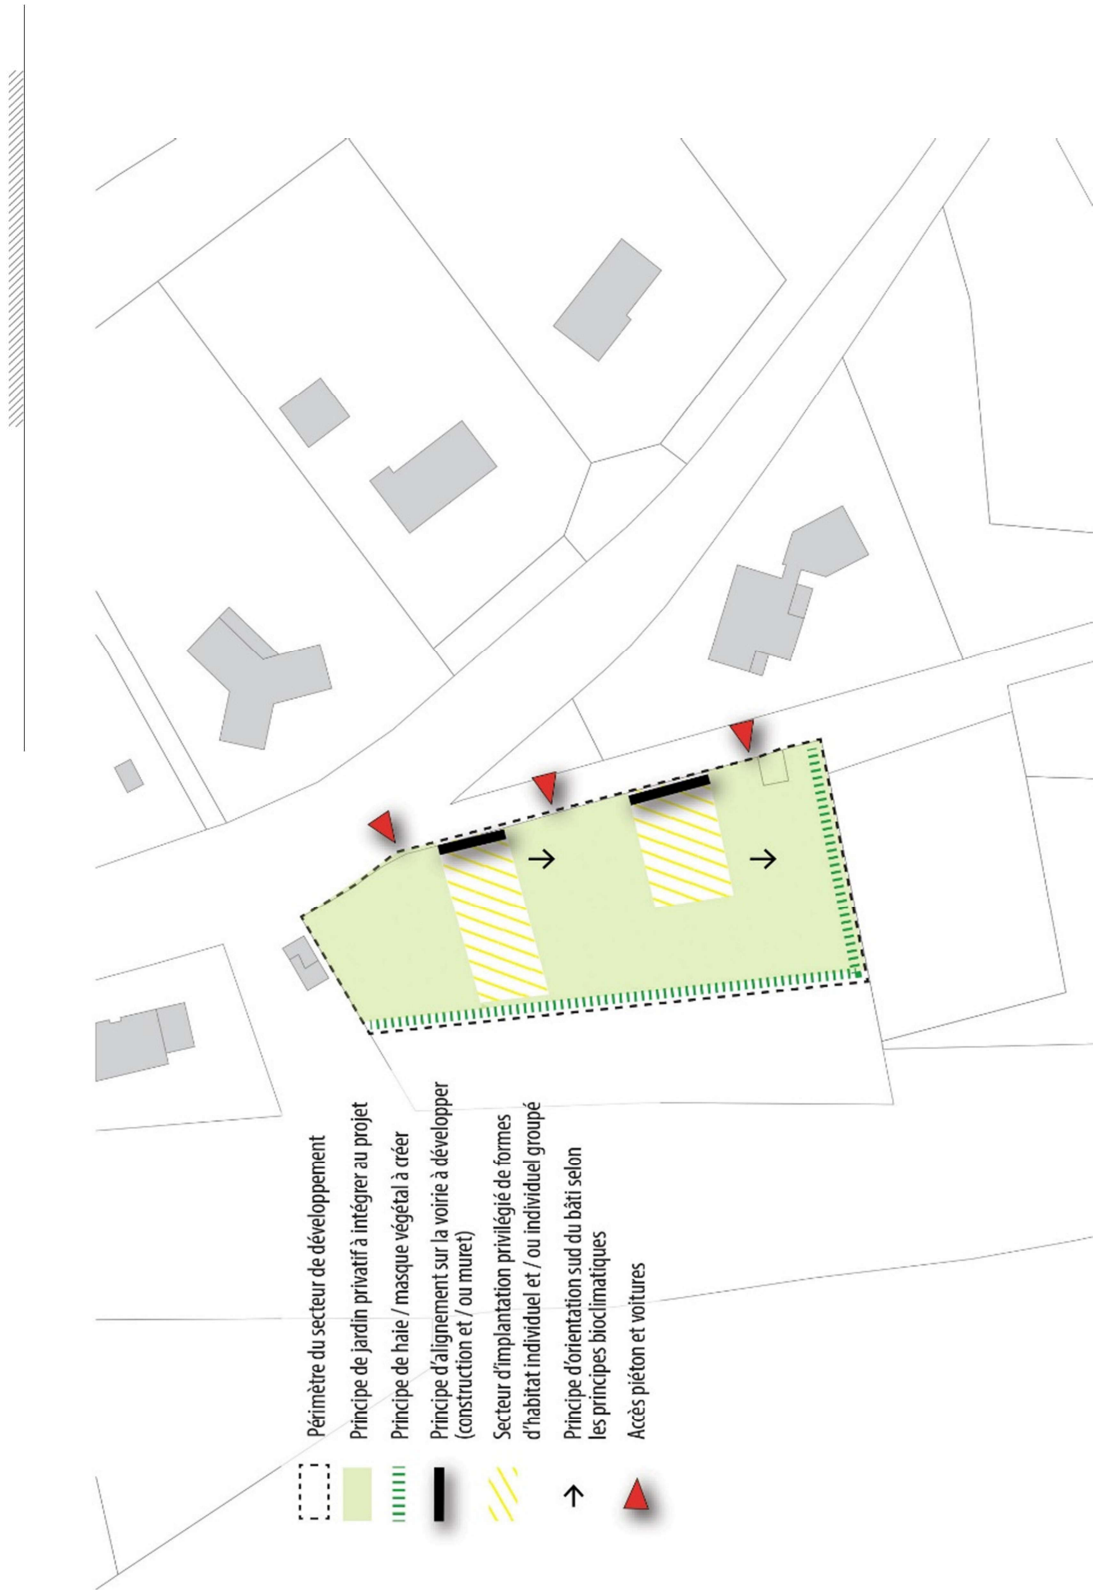 Périmètre du secteur de développement
Principe de jardin privatif à intégrer au projet
Principe de haie / masque végétal à créer
Principe d'alignement sur la voirie à développer
(construction et / ou muret)
Secteur d'implantation privilégié de formes
d'habitat individuel et / ou individuel groupé
Principe d'orientation sud du bâti selon
les principes bioclimatiques
Accès piéton et voitures